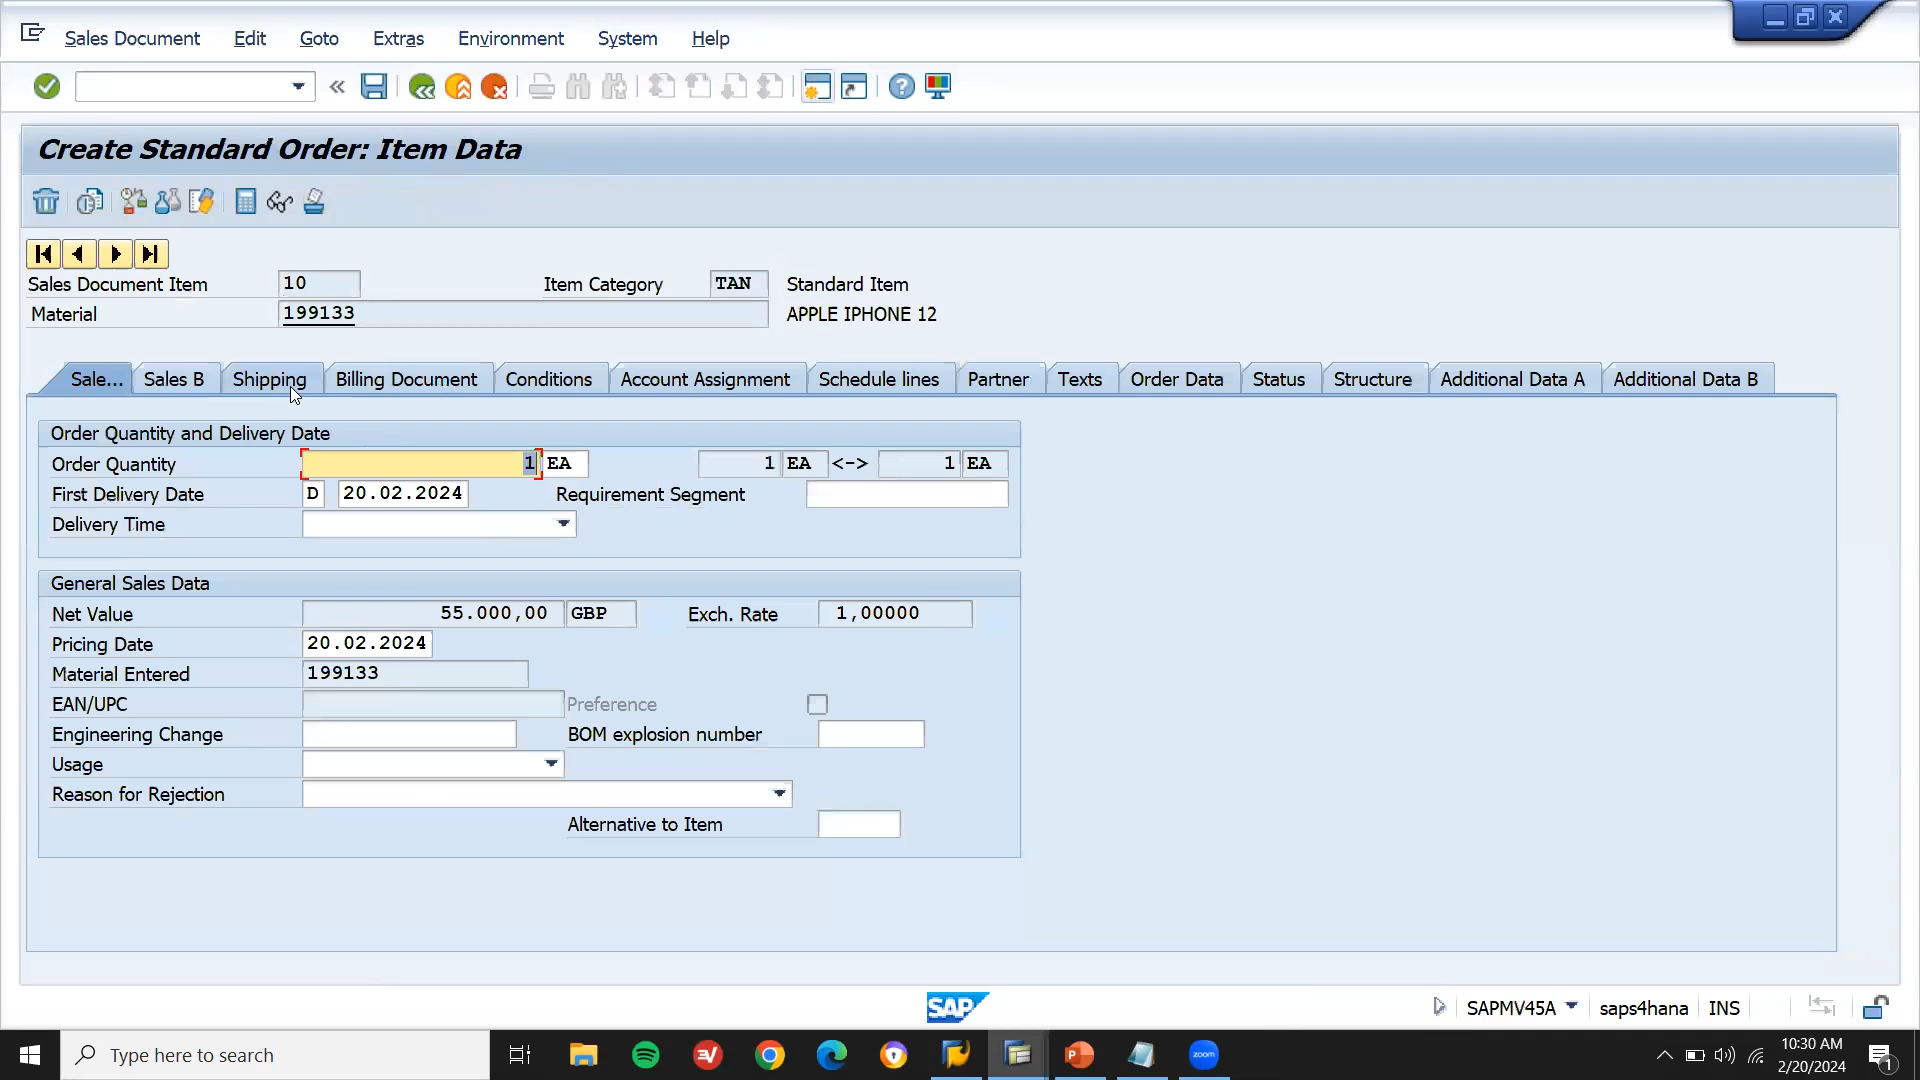 Sales Document Edit Goto Extras Environment System Help
Create Standard Order: Item Data
Sales Document Item 10 Item Category TAN Standard Item
Material 199133 APPLE IPHONE 12
Sale... Sales B Shipping Billing Document Conditions Account Assignment Schedule lines Partner Texts Order Data Status Structure Additional Data A Additional Data B
Order Quantity and Delivery Date
Order Quantity 1 EA 1 EA <-> 1 EA
First Delivery Date D 20.02.2024 Requirement Segment
Delivery Time
General Sales Data
Net Value 55.000,00 GBP Exch. Rate 1,00000
Pricing Date 20.02.2024
Material Entered 199133
EAN/UPC Preference
Engineering Change BOM explosion number
Usage
Reason for Rejection
Alternative to Item
SAP SAPMV45A saps4hana INS
Type here to search zoom 10:30 AM
2/20/2024 1